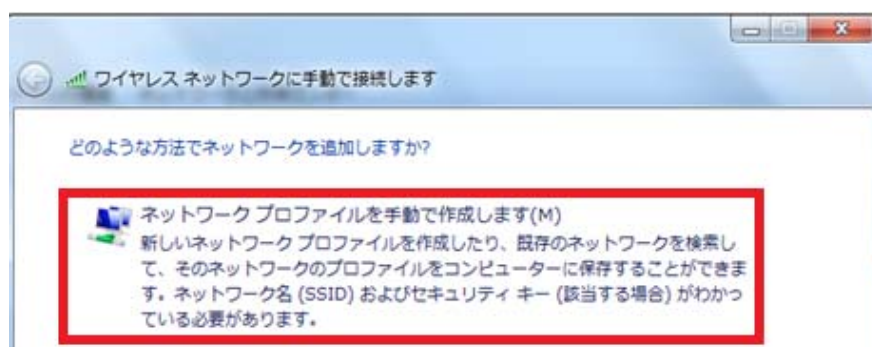 ワイヤレス ネットワークに手動で接続します
どのような方法でネットワークを追加しますか?
ネットワーク プロファイルを手動で作成します(M)
新しいネットワーク プロファイルを作成したり、既存のネットワークを検索し
て、そのネットワークのプロファイルをコンピューターに保存することができま
す。ネットワーク名 (SSID) およびセキュリティ キー (該当する場合) がわかっ
ている必要があります。